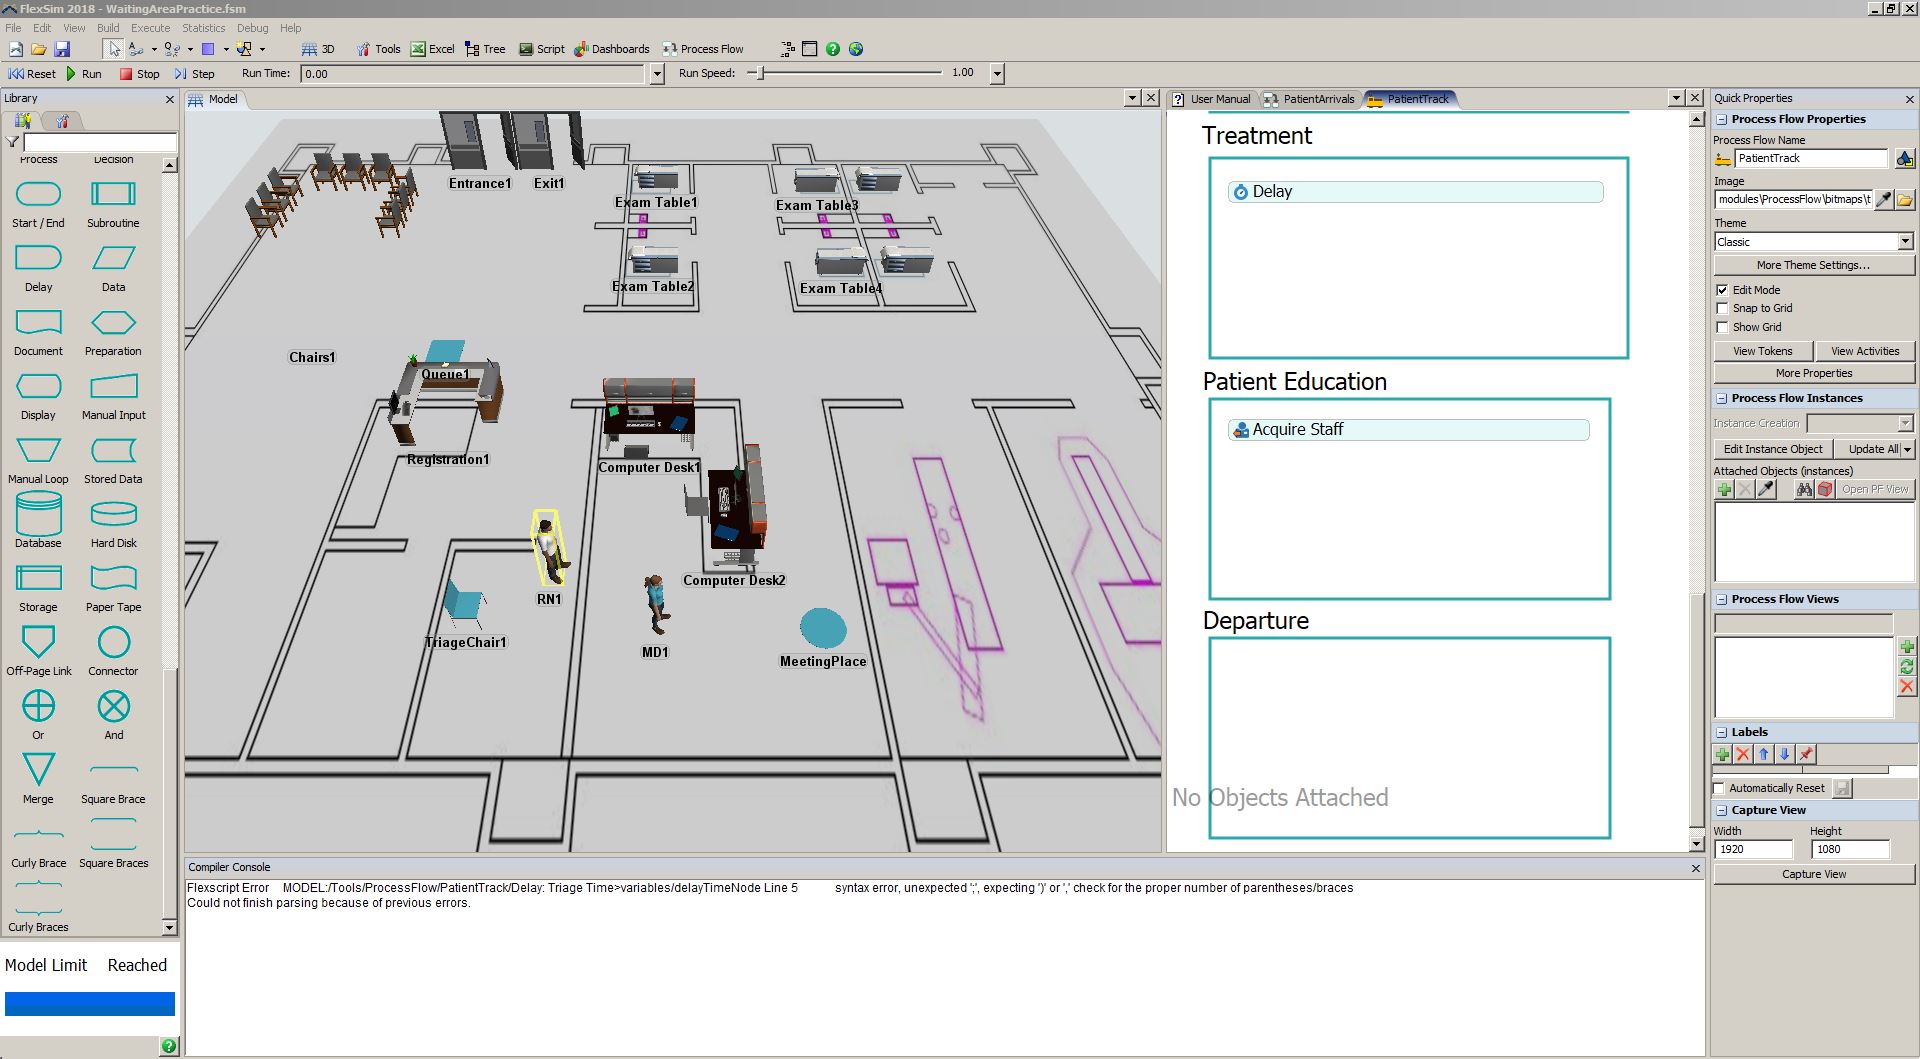 FlexSim 2018 - WaitingAreaPractice.fsm
File Edit View Build Execute Statistics Debug Help
3D Tools Excel Tree Script Dashboards Process Flow
Reset Run Stop Step Run Time: 0.00 Run Speed: 1.00
Library
Process Decision
Start / End Subroutine
Delay Data
Document Preparation
Display Manual Input
Manual Loop Stored Data
Database Hard Disk
Storage Paper Tape
Off-Page Link Connector
Or And
Merge Square Brace
Curly Brace Square Braces
Curly Braces
Model Limit Reached
Model
Entrance1 Exit1
Exam Table1
Exam Table3
Exam Table2
Exam Table4
Chairs1
Queue1
Registration1
Computer Desk1
Computer Desk2
RN1
TriageChair1
MD1
MeetingPlace
User Manual PatientArrivals PatientTrack
Treatment
Delay
Patient Education
Acquire Staff
Departure
No Objects Attached
Compiler Console
Flexscript Error MODEL:/Tools/ProcessFlow/PatientTrack/Delay: Triage Time>variables/delayTimeNode Line 5 syntax error, unexpected ';', expecting ')' or ',' check for the proper number of parentheses/braces
Could not finish parsing because of previous errors.
Quick Properties
Process Flow Properties
Process Flow Name
PatientTrack
Image
modules\ProcessFlow\bitmaps\t
Theme
Classic
More Theme Settings...
Edit Mode
Snap to Grid
Show Grid
View Tokens View Activities
More Properties
Process Flow Instances
Instance Creation
Edit Instance Object Update All
Attached Objects (instances)
Open PF View
Process Flow Views
Labels
Automatically Reset
Capture View
Width Height
1920 1080
Capture View